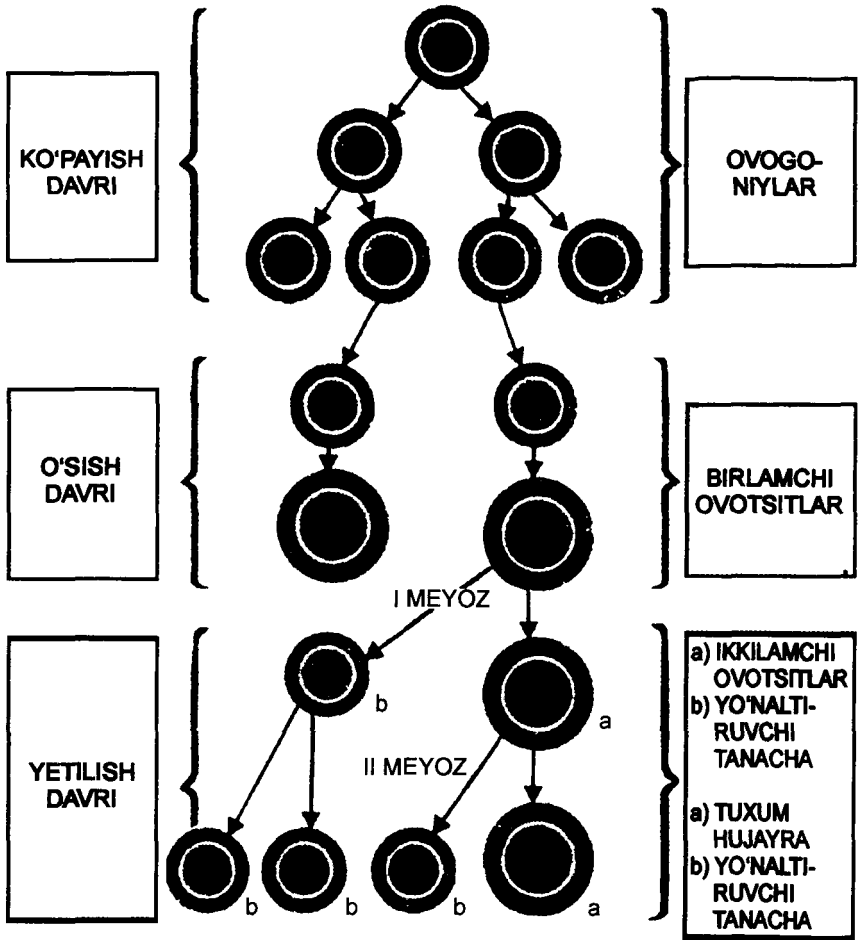 KO‘PAYISH
DAVRI
OVOGO-
NIYLAR
O‘SISH
DAVRI
BIRLAMCHI
OVOTSITLAR
I MEYOZ
b
a
II MEYOZ
YETILISH
DAVRI
b
b
b
a
a) IKKILAMCHI
OVOTSITLAR
b) YO‘NALTI-
RUVCHI
TANACHA
a) TUXUM
HUJAYRA
b) YO‘NALTI-
RUVCHI
TANACHA